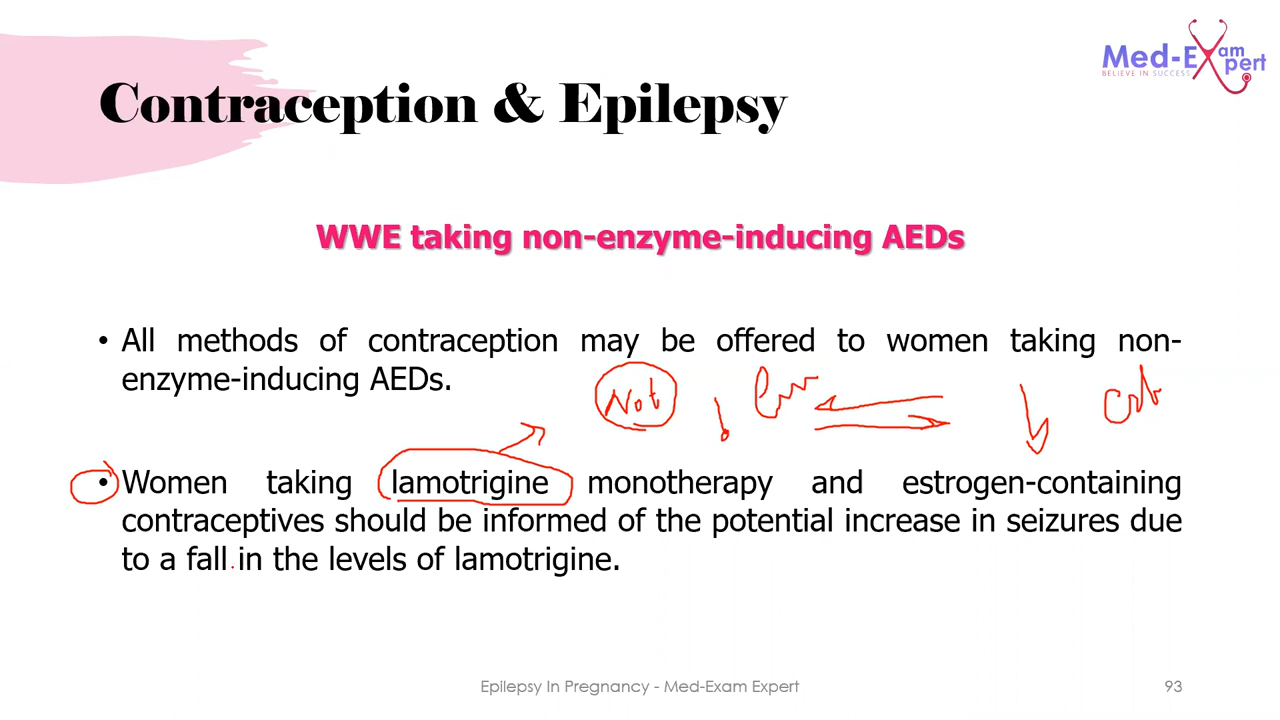 Med-Exam Expert
BELIEVE IN SUCCESS
Contraception & Epilepsy
WWE taking non-enzyme-inducing AEDs
• All methods of contraception may be offered to women taking non-
enzyme-inducing AEDs.
Not
• Women taking lamotrigine monotherapy and estrogen-containing
contraceptives should be informed of the potential increase in seizures due
to a fall in the levels of lamotrigine.
Epilepsy In Pregnancy - Med-Exam Expert
93